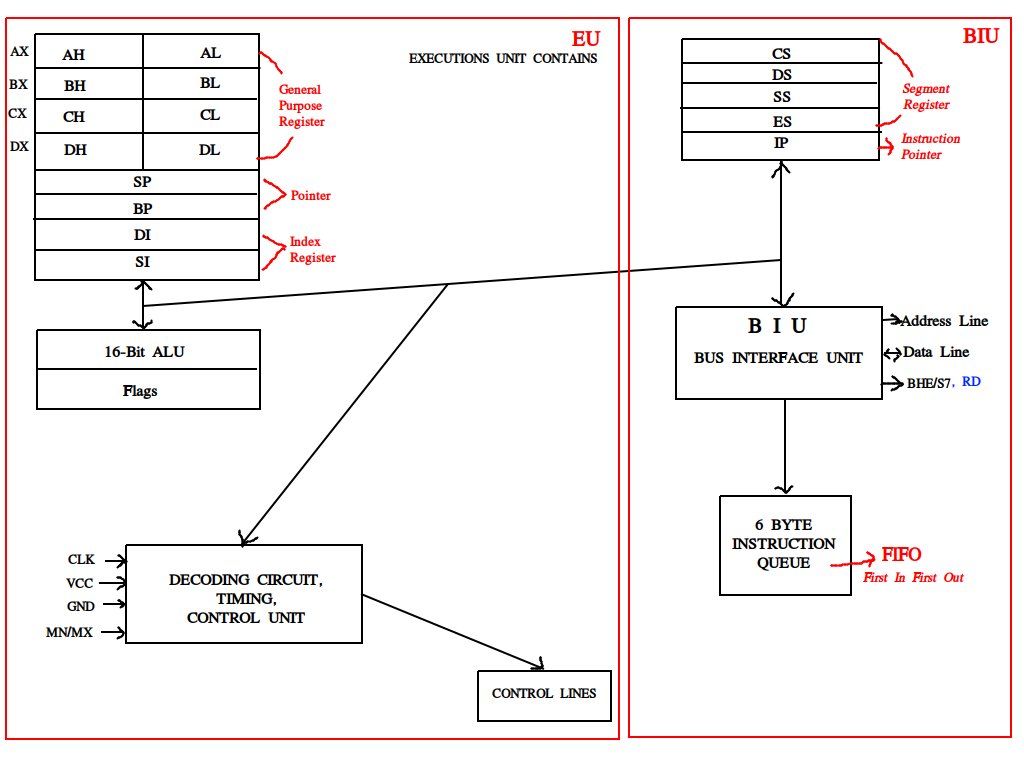 EU
EXECUTIONS UNIT CONTAINS
AX
AH
AL
BX
BH
BL
CX
CH
CL
DX
DH
DL
General
Purpose
Register
SP
BP
Pointer
DI
SI
Index
Register
16-Bit ALU
Flags
CLK
VCC
GND
MN/MX
DECODING CIRCUIT,
TIMING,
CONTROL UNIT
CONTROL LINES
BIU
CS
DS
SS
ES
IP
Segment
Register
Instruction
Pointer
B I U
BUS INTERFACE UNIT
Address Line
Data Line
BHE/S7, RD
6 BYTE
INSTRUCTION
QUEUE
FIFO
First In First Out